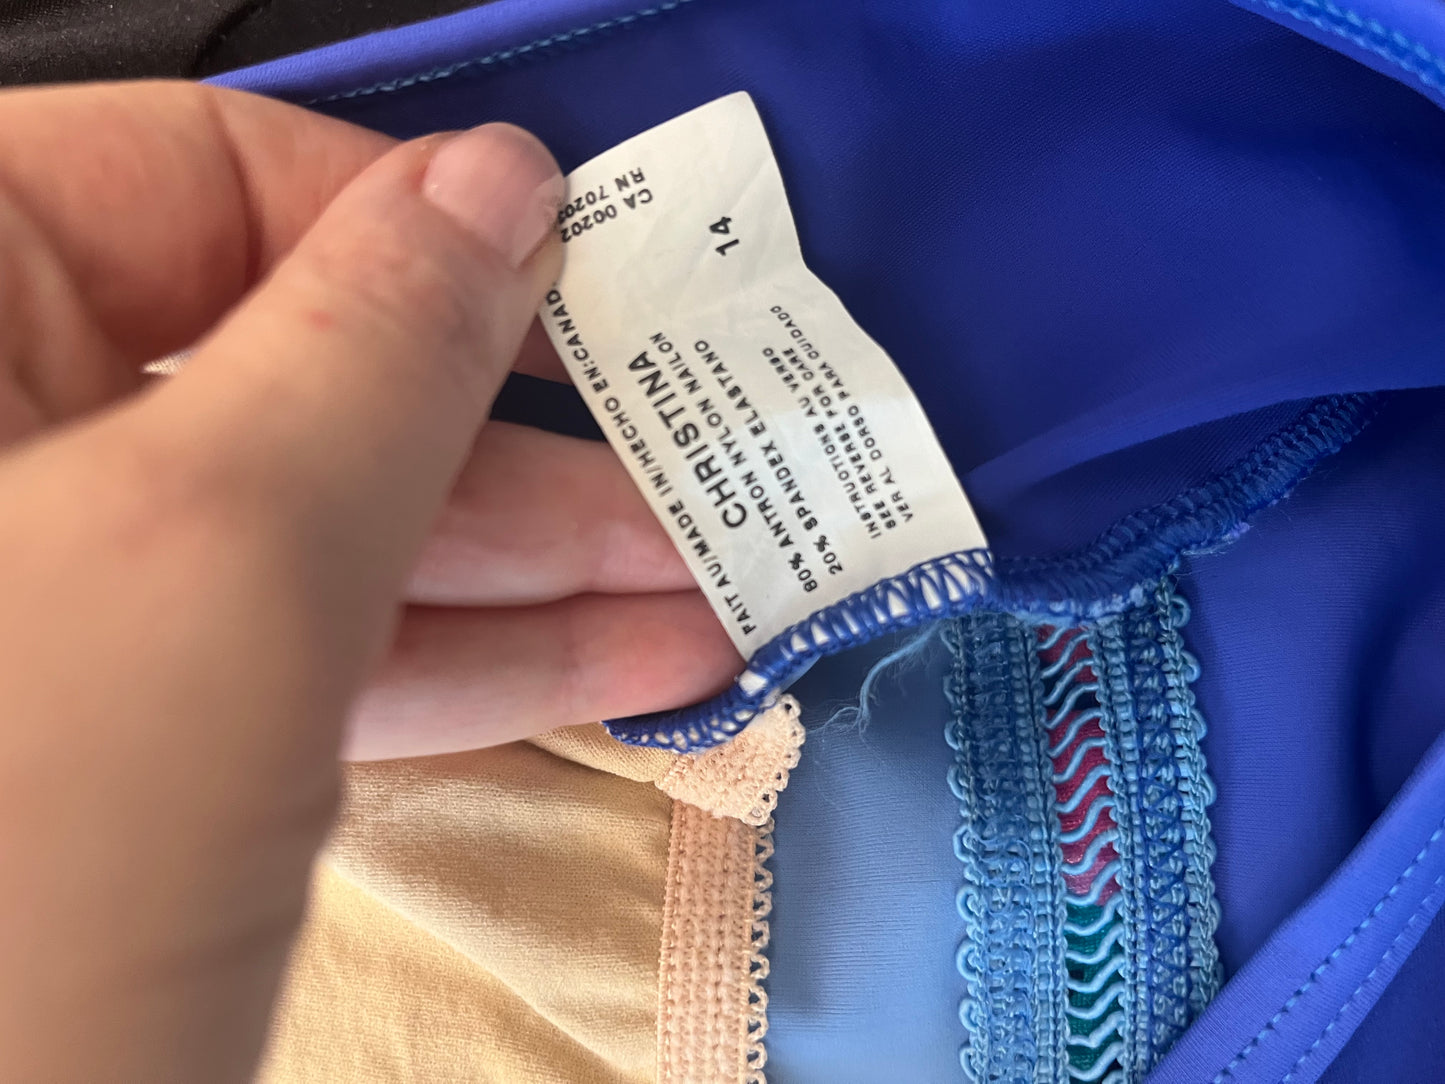 CA 00202
RN 7020
14
FAIT AU/MADE IN/HECHO EN:CANAD
CHRISTINA
80% ANTRON NYLON NAILON
20% SPANDEX ELASTANO
INSTRUCTIONS AU VERSO
SEE REVERSE FOR CARE
VER AL DORSO PARA CUIDADO